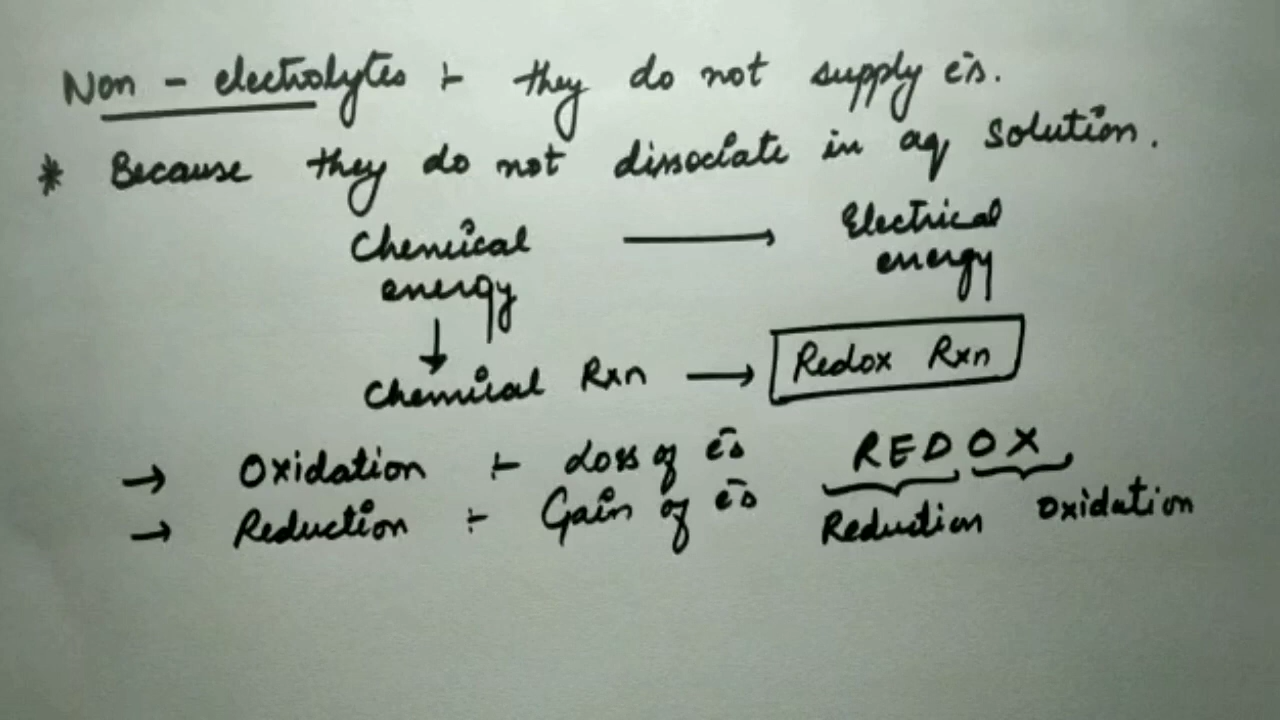 Non - electrolytes :- they do not supply e⁻s.
* Because they do not dissociate in aq solution.
Chemical energy → Electrical energy
↓
Chemical Rxn → Redox Rxn
→ Oxidation :- Loss of e⁻s REDOX
→ Reduction :- Gain of e⁻s Reduction Oxidation